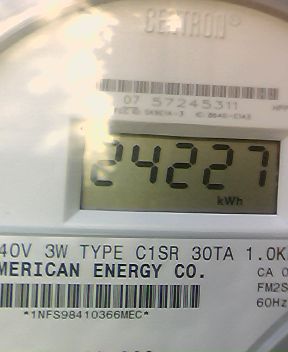 CENTRON®
07 57245311
24227
kWh
40V 3W TYPE C1SR 30TA 1.0K
MERICAN ENERGY CO.
CA 0
FM2S
60Hz
*1NFS98410366MEC*